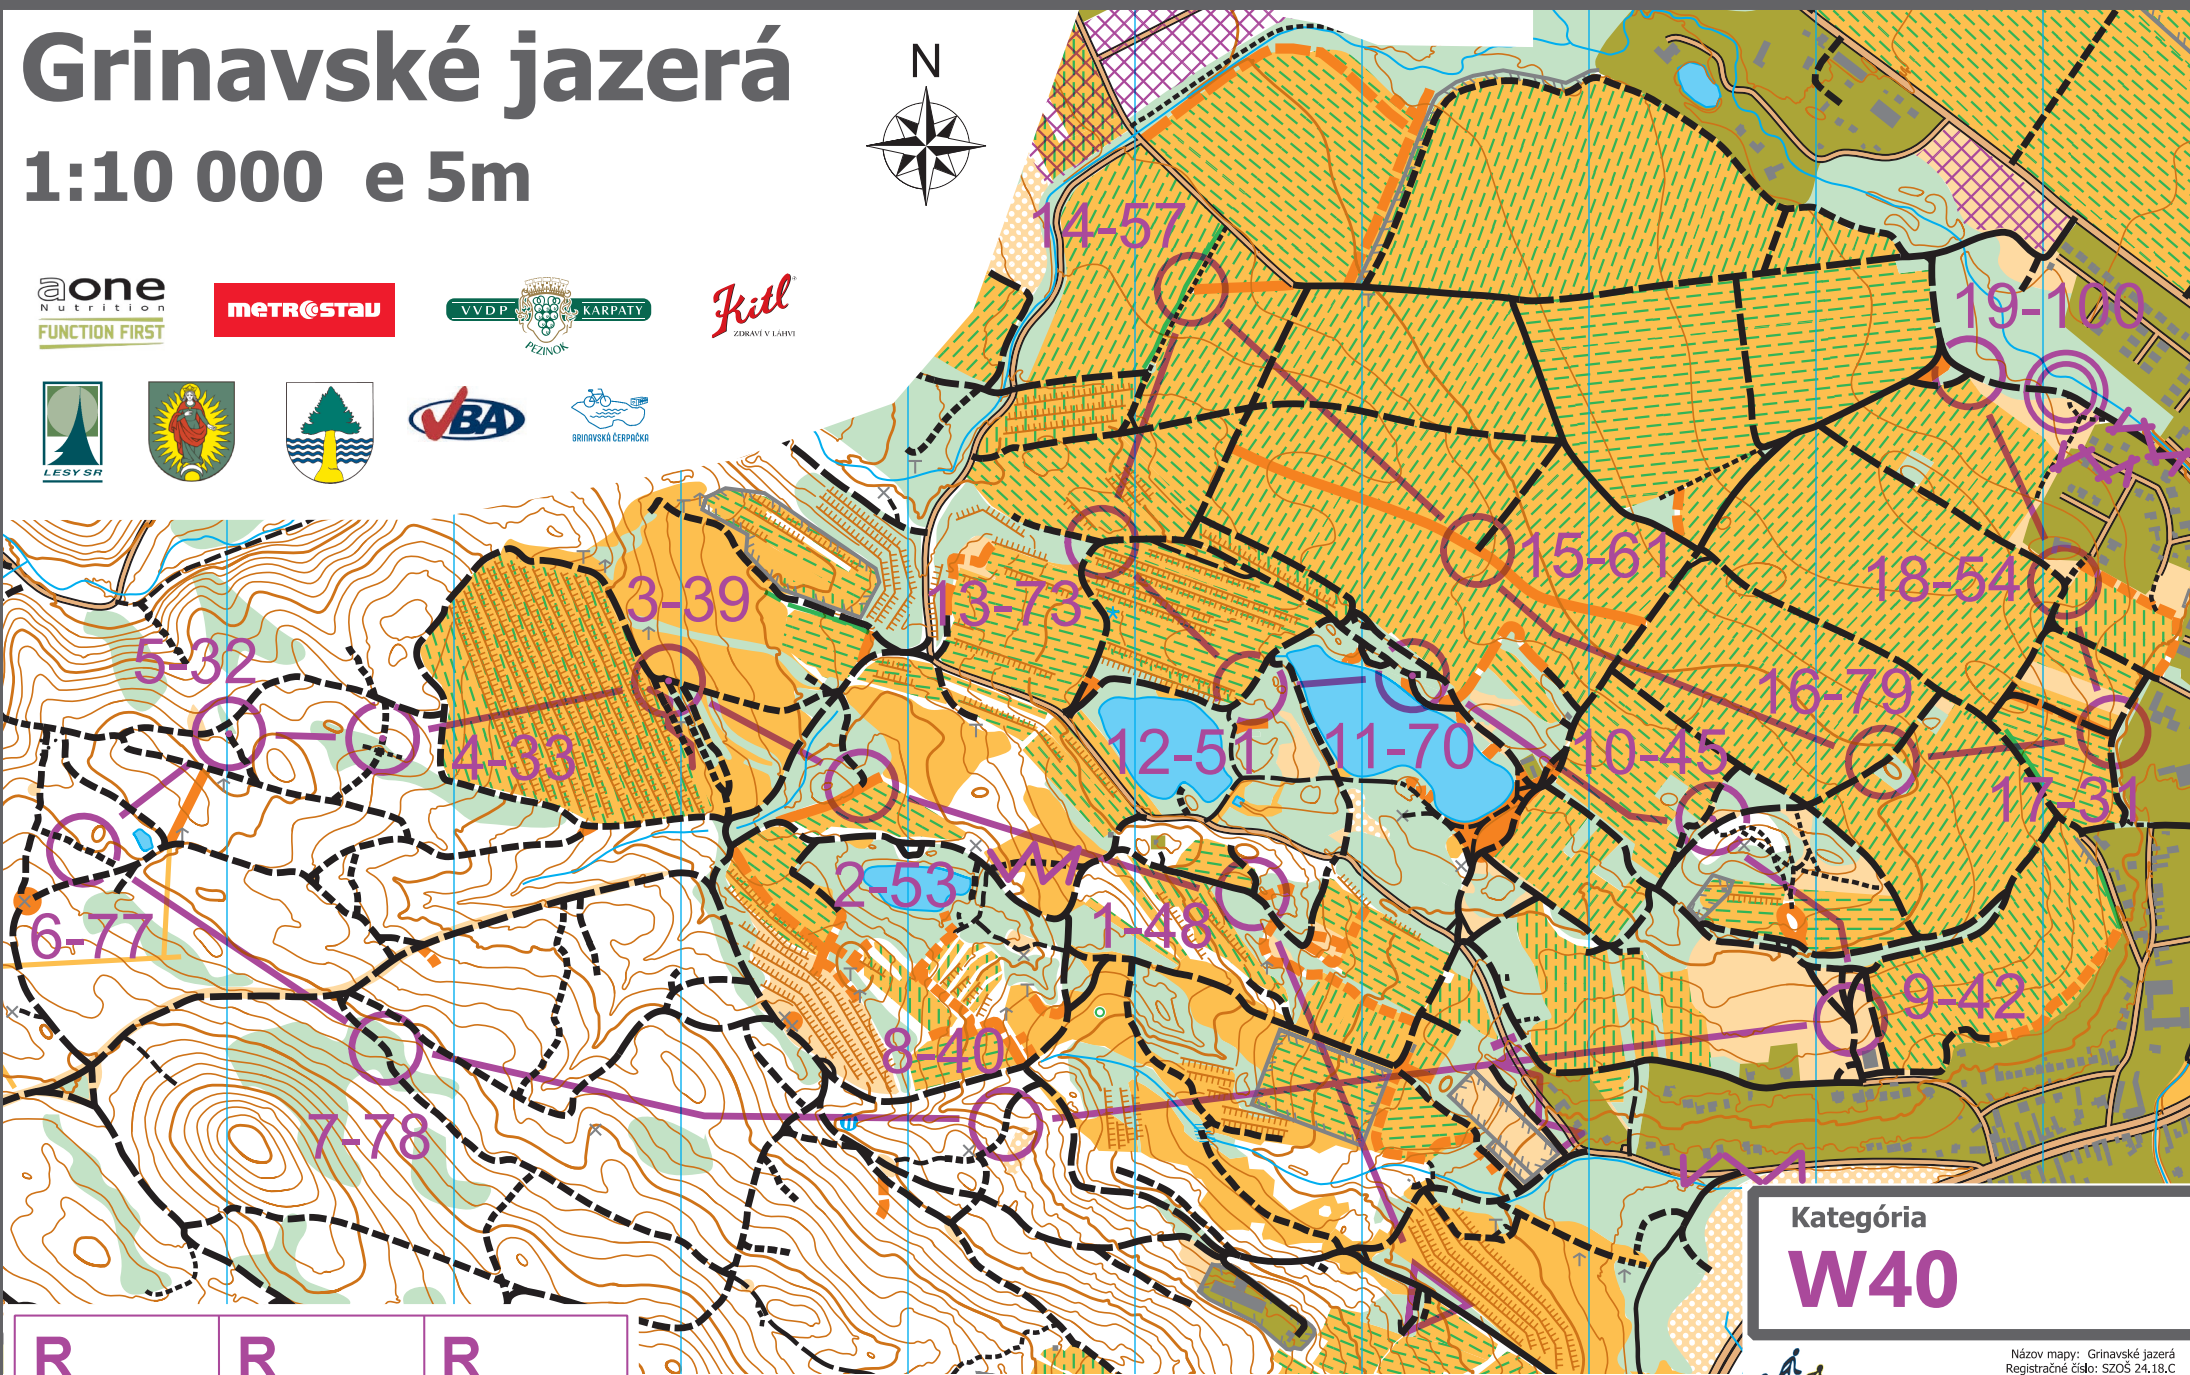 Grinavské jazerá
1:10 000 e 5m
N
aone
Nutrition
FUNCTION FIRST
METROSTAV
VVDP KARPATY
PEZINOK
Kitl
ZDRAVÍ V LÁHVI
LESY SR
VBA
GRINAVSKÁ ČERPAČKA
14-57
19-100
15-61
18-54
3-39
13-73
5-32
4-33
16-79
12-51
11-70
10-45
17-31
2-53
1-48
6-77
9-42
8-40
7-78
Kategória
W40
R
R
R
Názov mapy: Grinavské jazerá
Registračné číslo: SZOŠ 24.18.C